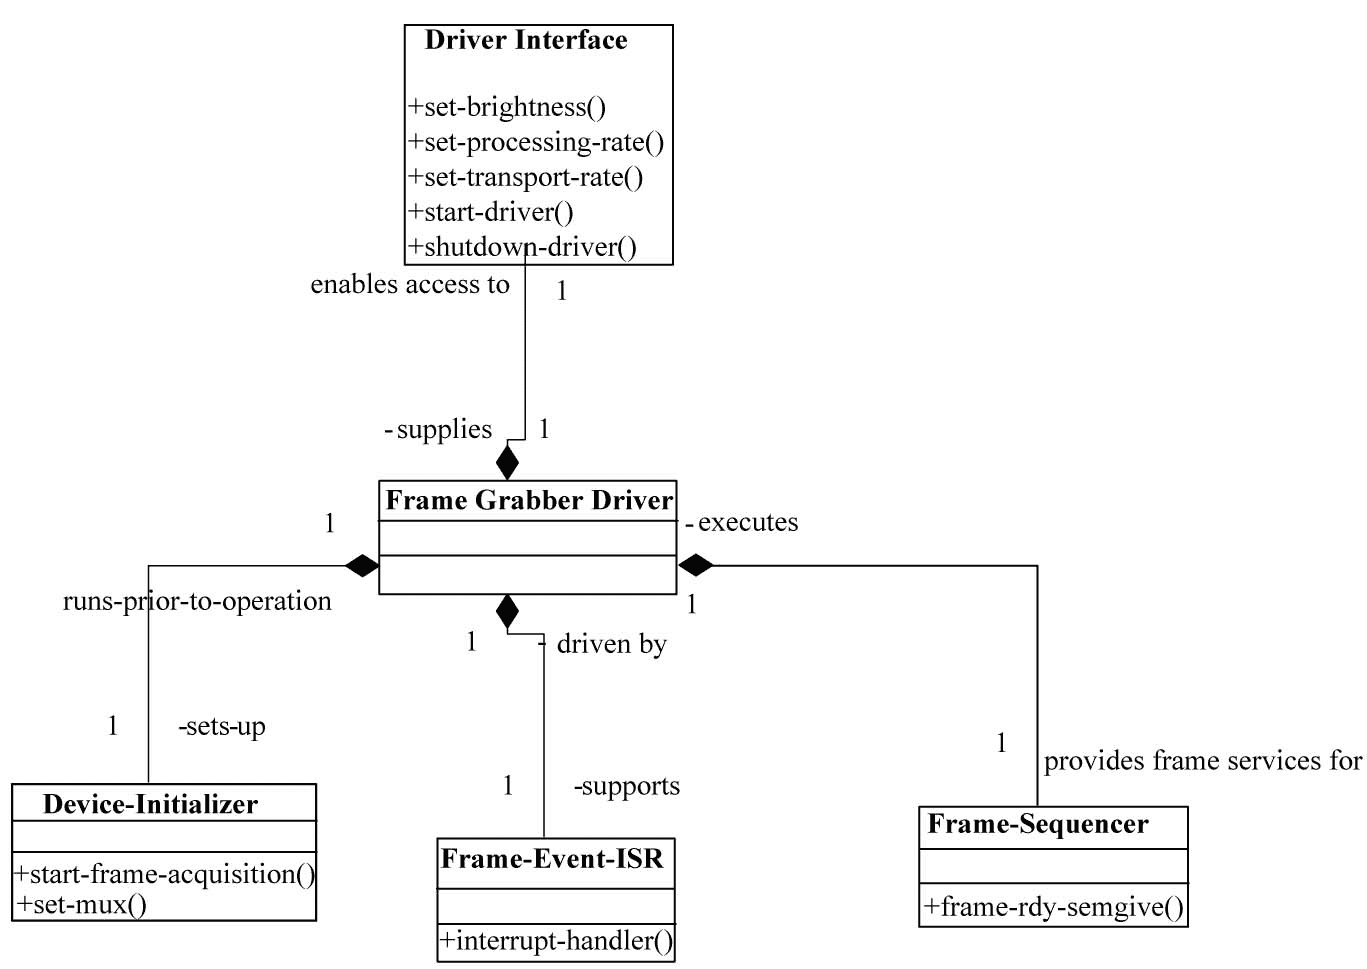 Driver Interface
+set-brightness()
+set-processing-rate()
+set-transport-rate()
+start-driver()
+shutdown-driver()
enables access to
1
-supplies
1
Frame Grabber Driver
1
-executes
runs-prior-to-operation
1
1
- driven by
1
-sets-up
1
provides frame services for
1
-supports
Device-Initializer
+start-frame-acquisition()
+set-mux()
Frame-Event-ISR
+interrupt-handler()
Frame-Sequencer
+frame-rdy-semgive()